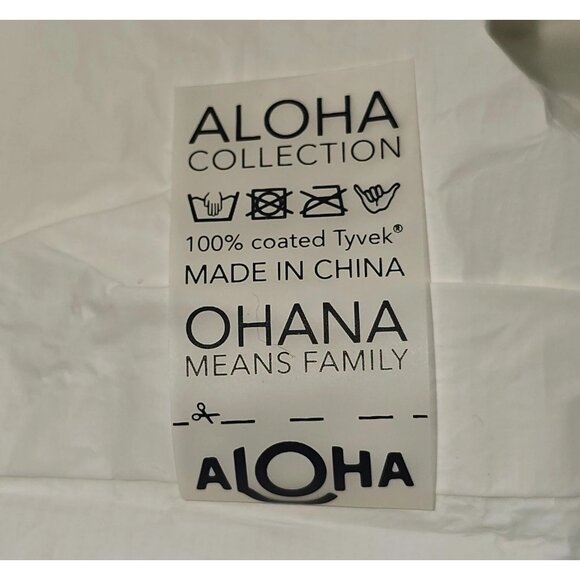 ALOHA
COLLECTION
100% coated Tyvek®
MADE IN CHINA
OHANA
MEANS FAMILY
ALOHA